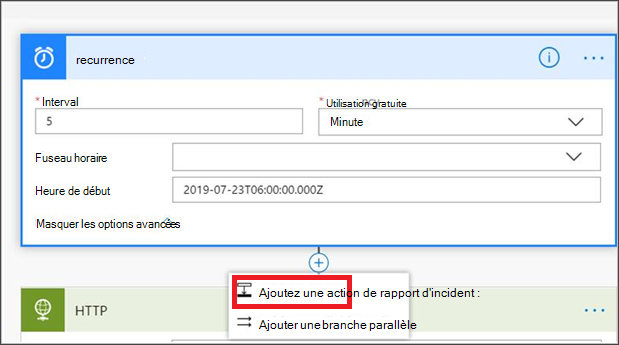 recurrence
* Interval
* Utilisation gratuite
5
Minute
Fuseau horaire
Heure de début
2019-07-23T06:00:00.000Z
Masquer les options avancées
Ajoutez une action de rapport d'incident :
HTTP
Ajouter une branche parallèle